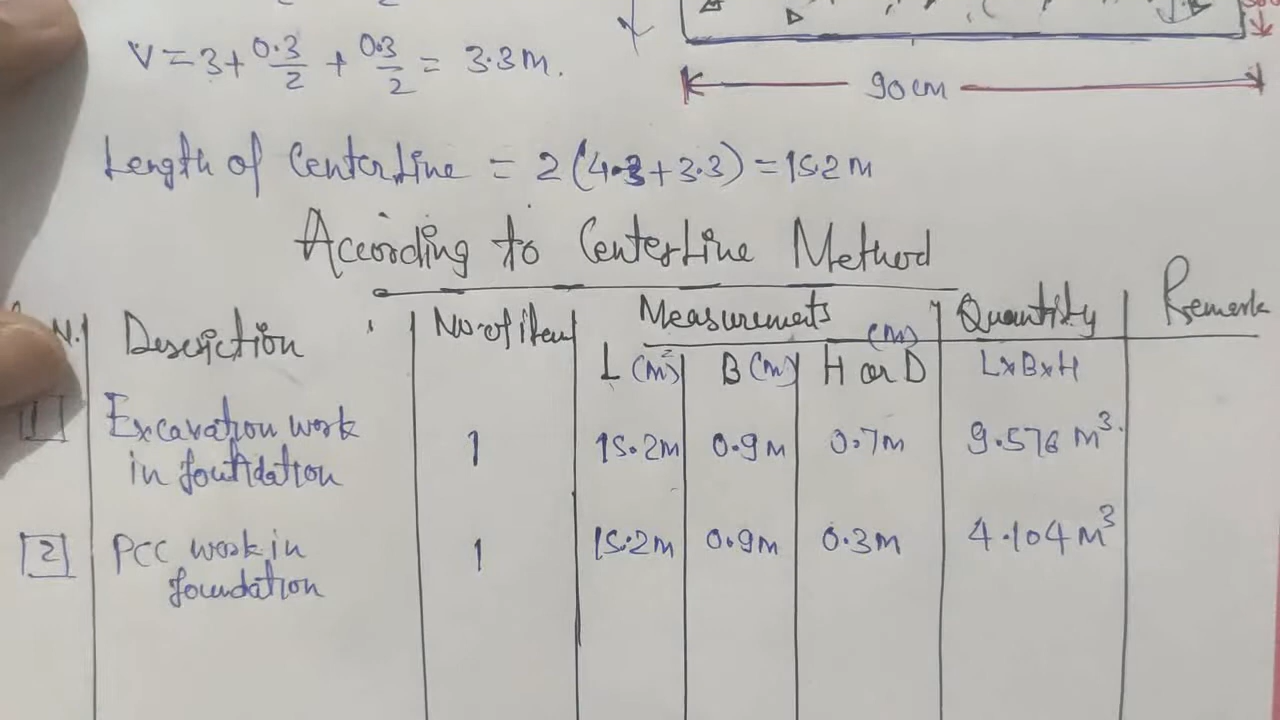 V = 3 + 0.3/2 + 0.3/2 = 3.3m.
90cm
Length of Centerline = 2 (4.3 + 3.3) = 15.2m
According to Centerline Method
N. Descriction No. of item Measurements (m) Quantity Remark
L (m) B (m) H or D L×B×H
1 Excavation work in foundation 1 15.2m 0.9m 0.7m 9.576 m³.
2 PCC work in foundation 1 15.2m 0.9m 0.3m 4.104 m³